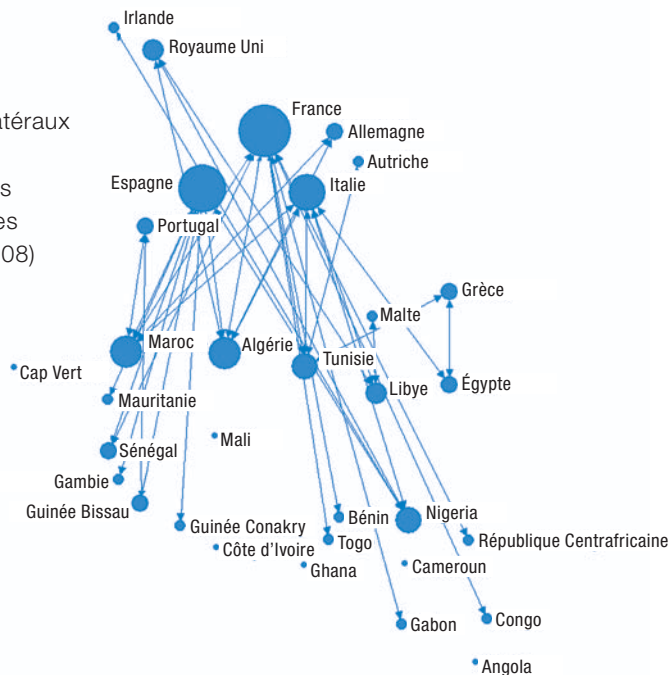 Irlande
Royaume Uni
France
Allemagne
Autriche
Espagne
Italie
Portugal
08)
Grèce
Malte
Maroc
Algérie
Tunisie
Cap Vert
Libye
Égypte
Mauritanie
Mali
Sénégal
Gambie
Guinée Bissau
Bénin
Nigeria
Guinée Conakry
Togo
République Centrafricaine
Côte d'Ivoire
Ghana
Cameroun
Gabon
Congo
Angola